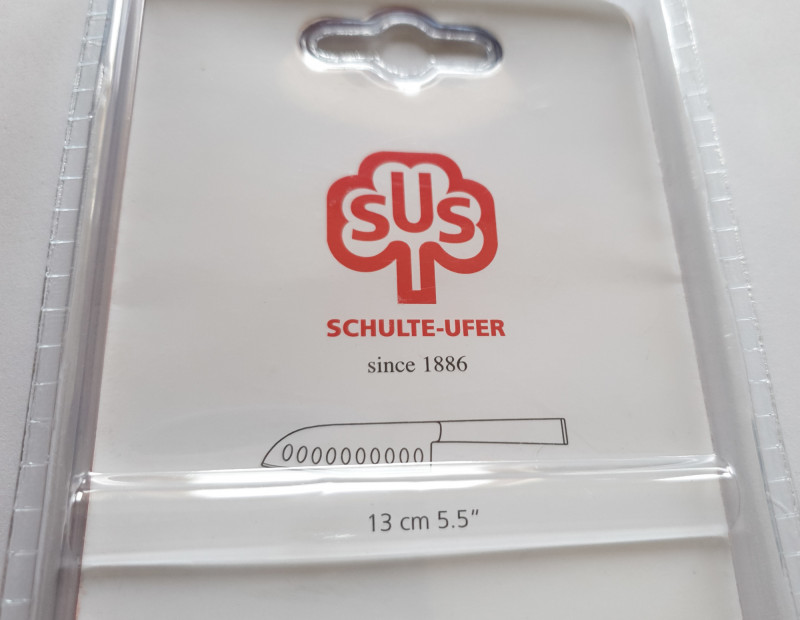 SUS
SCHULTE-UFER
since 1886
13 cm 5.5"